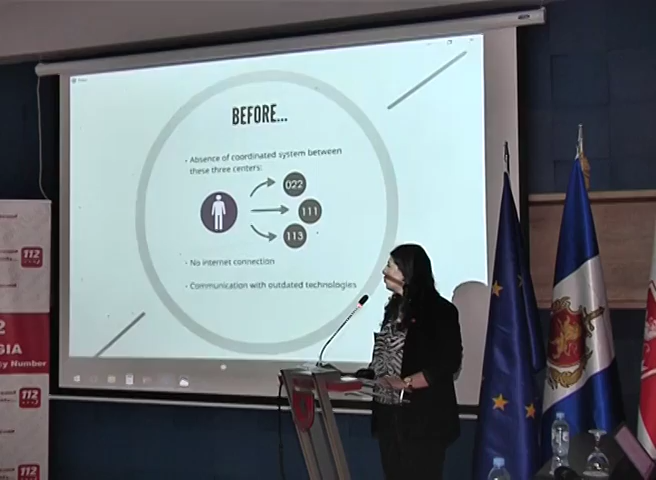 BEFORE...
- Absence of coordinated system between
these three centers:
022
111
113
- No internet connection
- Communication with outdated technologies
112
112
112
112